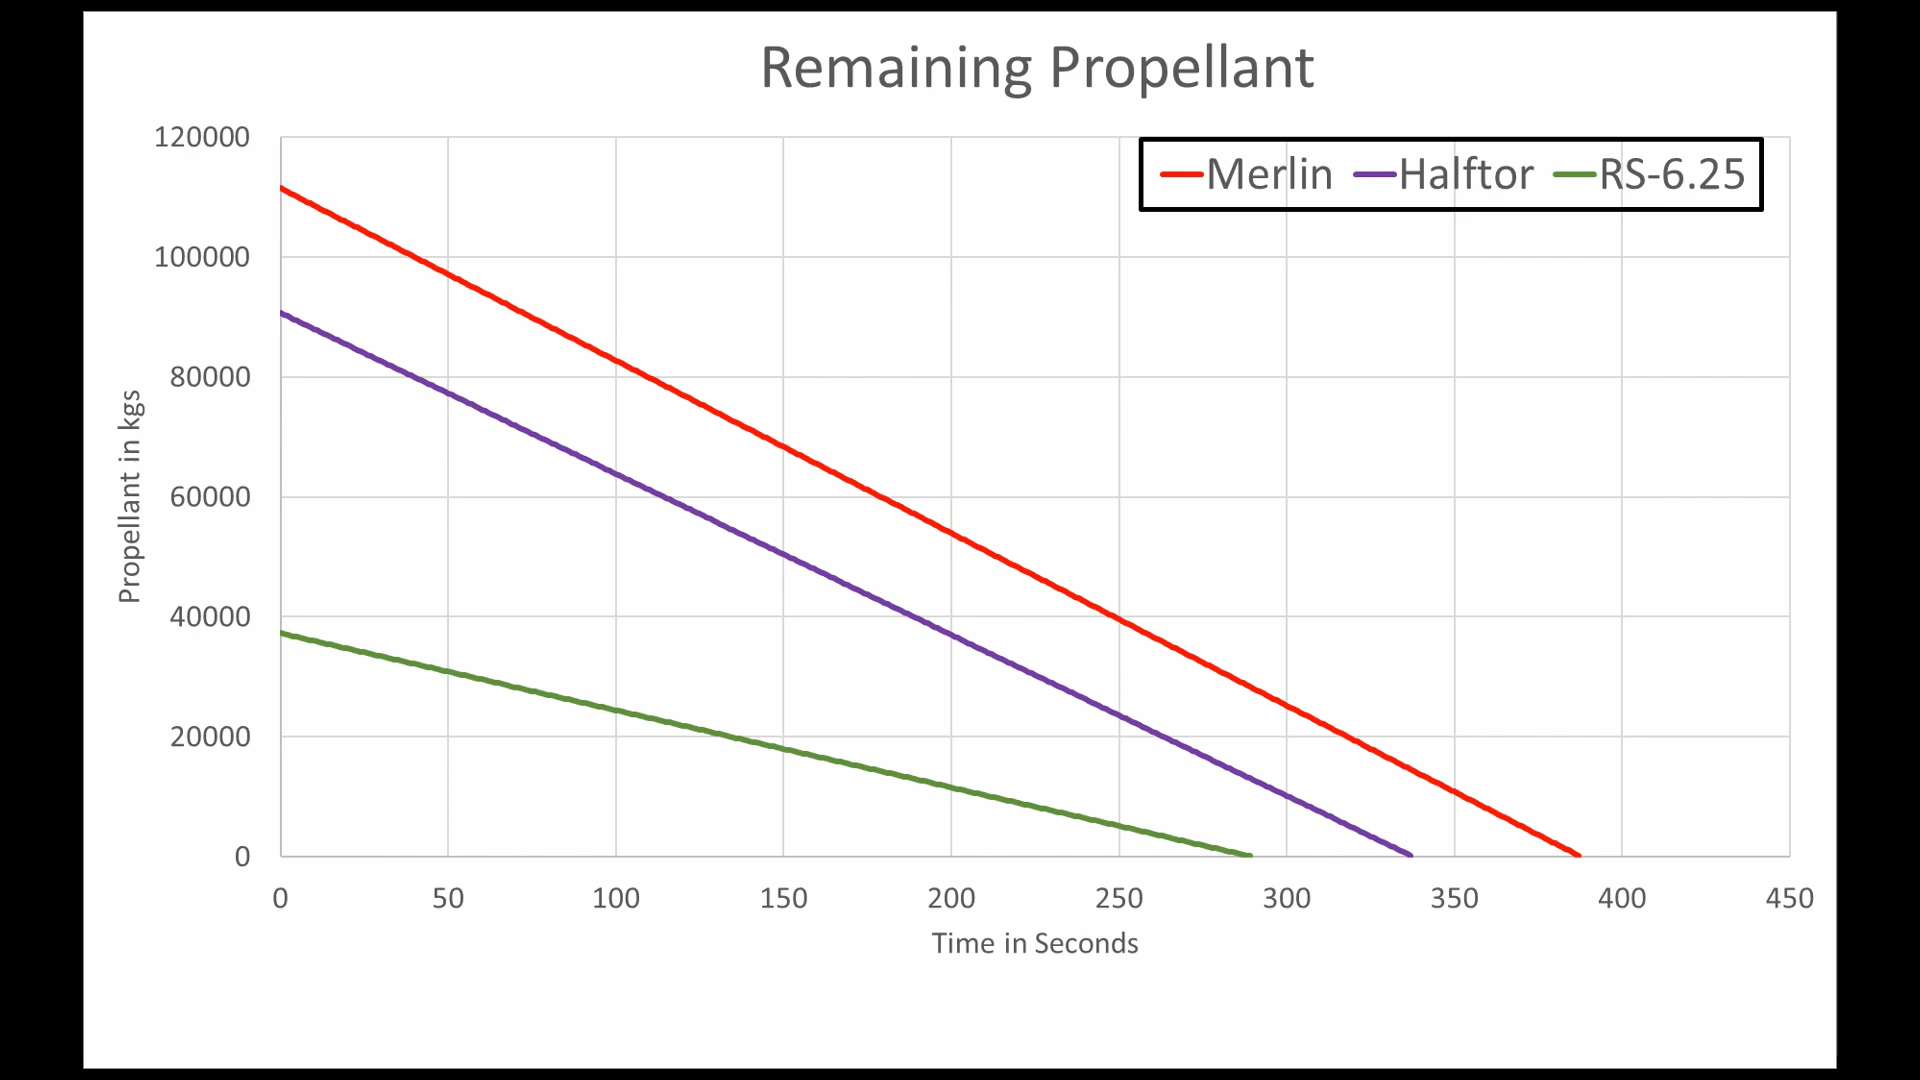 Remaining Propellant
Merlin Halftor RS-6.25
120000
100000
80000
60000
40000
20000
0
Propellant in kgs
0 50 100 150 200 250 300 350 400 450
Time in Seconds